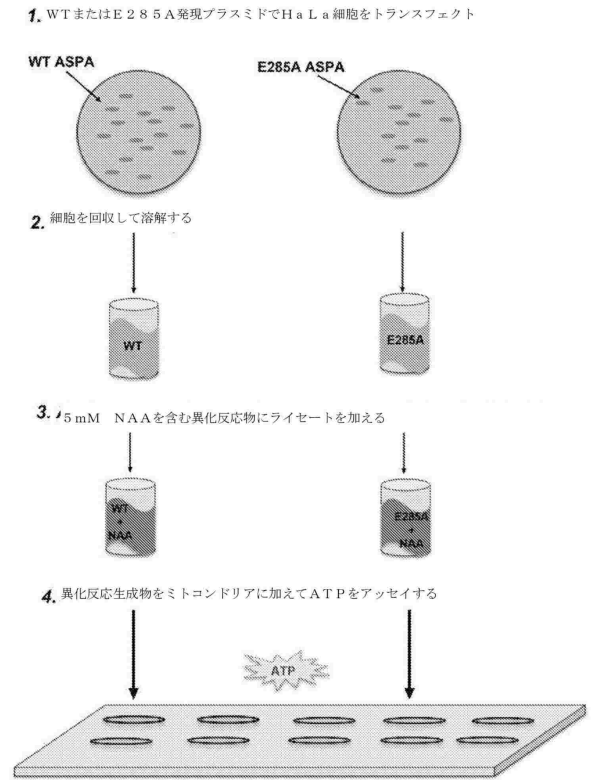 1. WTまたはE285A発現プラスミドでHaLa細胞をトランスフェクト
WT ASPA
E285A ASPA
2. 細胞を回収して溶解する
WT
E285A
3. 5mM NAAを含む異化反応物にライセートを加える
WT
+
NAA
E285A
+
NAA
4. 異化反応生成物をミトコンドリアに加えてATPをアッセイする
ATP